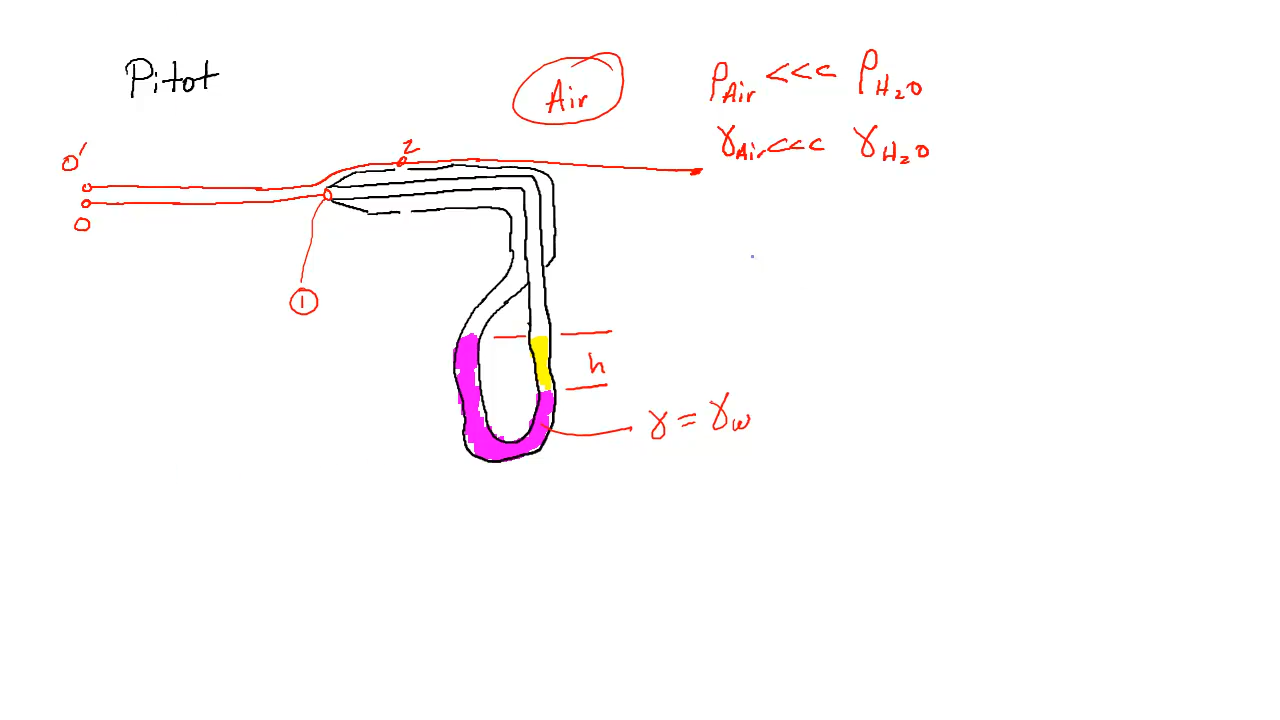 Pitot
Air
ρAir <<< ρH₂O
γAir <<< γH₂O
0'
0
2
1
h
γ = γw